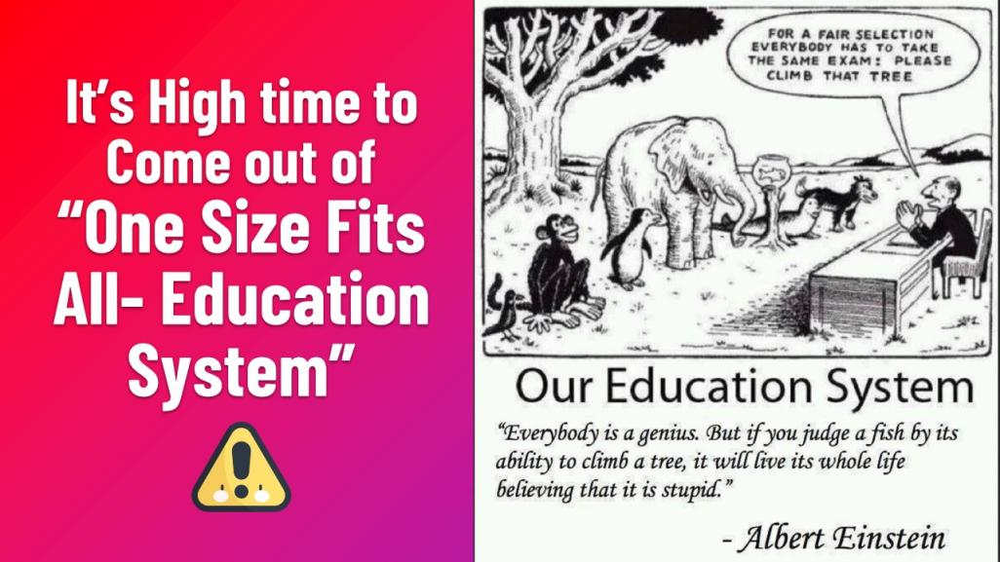 It's High time to
Come out of
“One Size Fits
All- Education
System”
FOR A FAIR SELECTION
EVERYBODY HAS TO TAKE
THE SAME EXAM: PLEASE
CLIMB THAT TREE
Our Education System
“Everybody is a genius. But if you judge a fish by its
ability to climb a tree, it will live its whole life
believing that it is stupid.”
- Albert Einstein